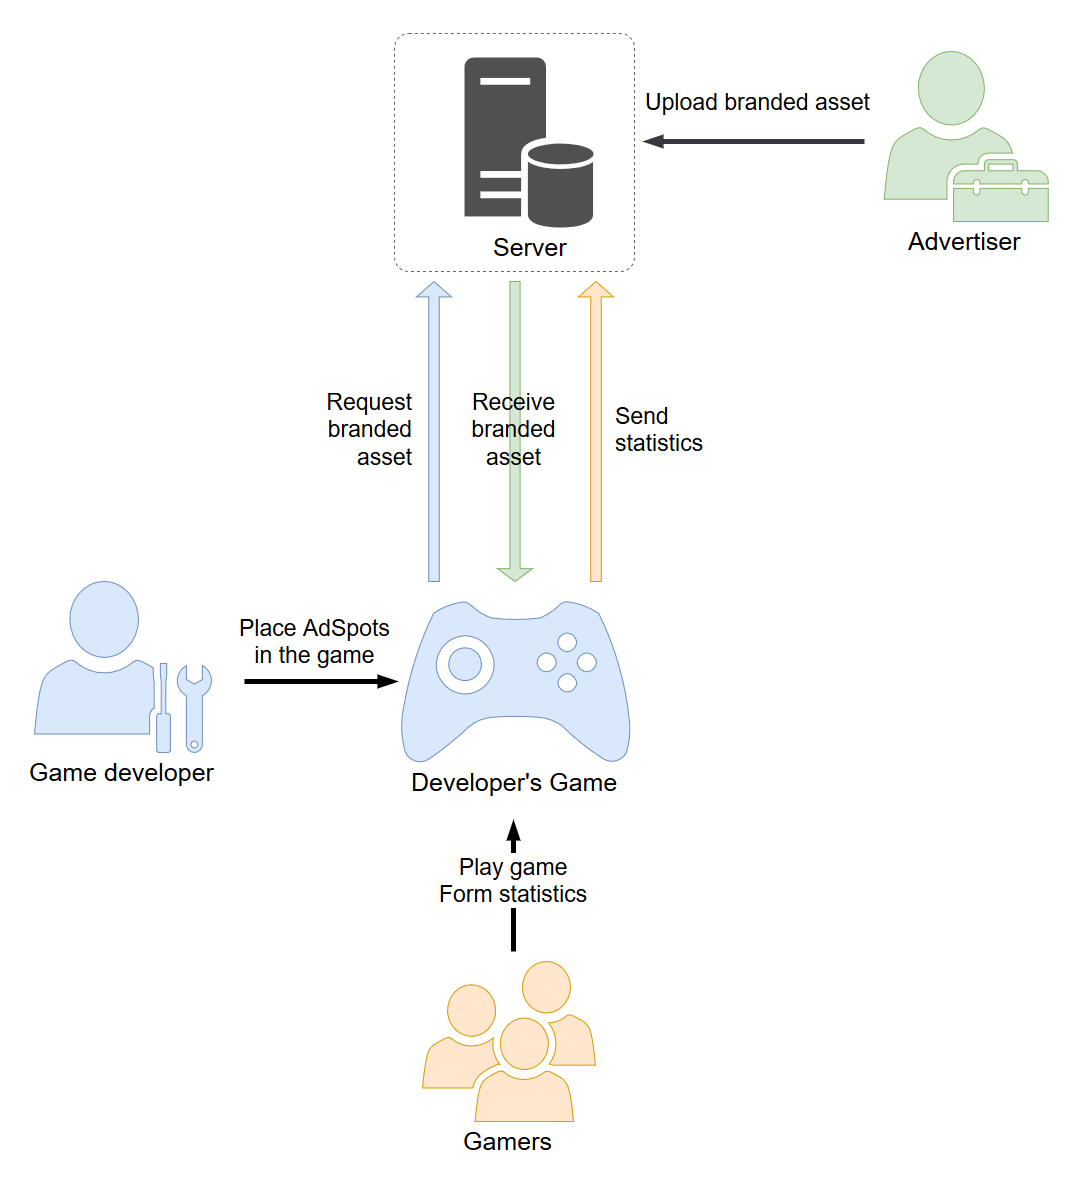 Upload branded asset
Server
Advertiser
Request
branded
asset
Receive
branded
asset
Send
statistics
Place AdSpots
in the game
Game developer
Developer's Game
Play game
Form statistics
Gamers